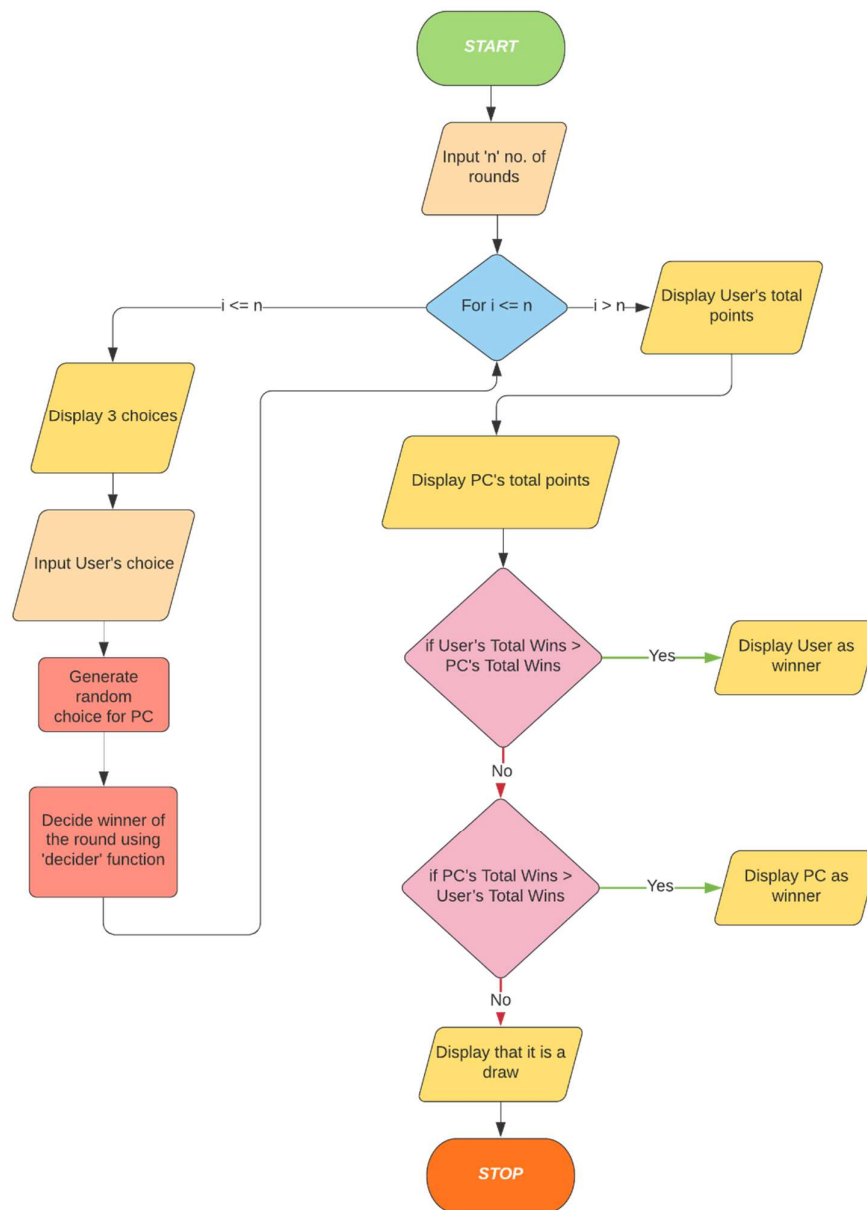 START
Input 'n' no. of
rounds
For i <= n
i <= n
i > n
Display User's total
points
Display 3 choices
Input User's choice
Generate
random
choice for PC
Decide winner of
the round using
'decider' function
Display PC's total points
if User's Total Wins >
PC's Total Wins
Yes
Display User as
winner
No
if PC's Total Wins >
User's Total Wins
Yes
Display PC as
winner
No
Display that it is a
draw
STOP